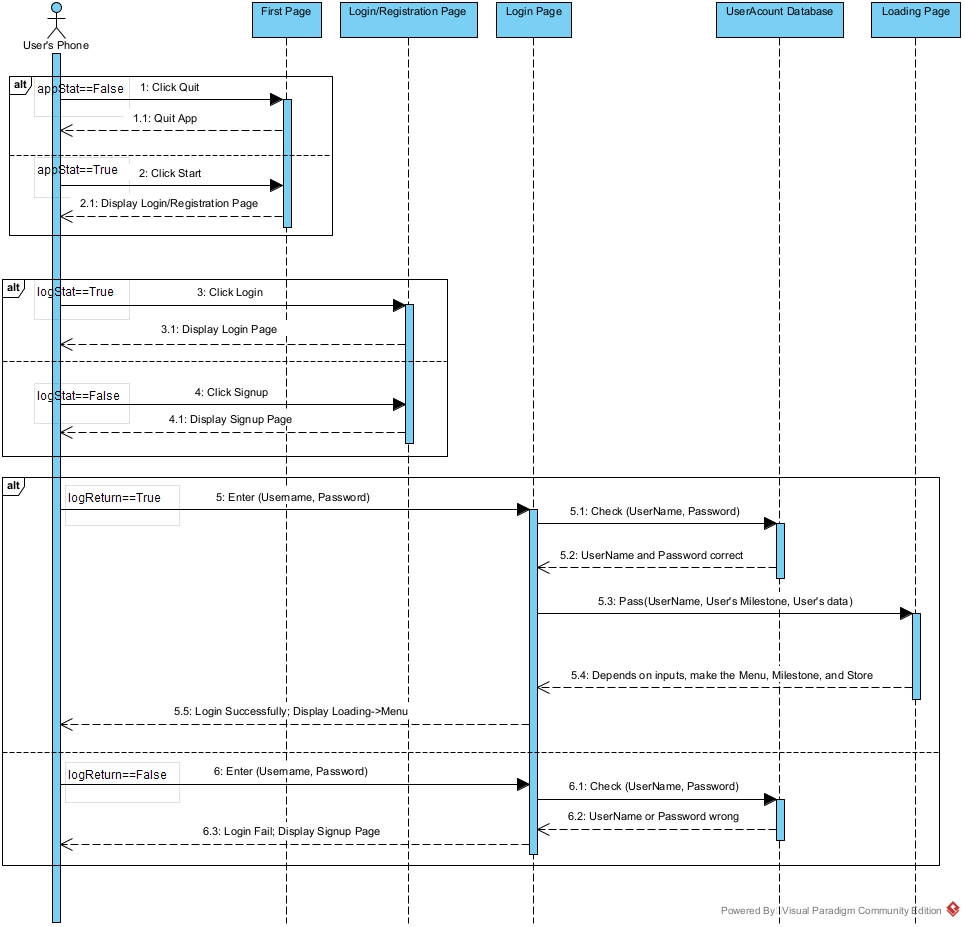 User's Phone
First Page
Login/Registration Page
Login Page
UserAcount Database
Loading Page
alt
appStat==False
1: Click Quit
1.1: Quit App
appStat==True
2: Click Start
2.1: Display Login/Registration Page
alt
logStat==True
3: Click Login
3.1: Display Login Page
logStat==False
4: Click Signup
4.1: Display Signup Page
alt
logReturn==True
5: Enter (Username, Password)
5.1: Check (UserName, Password)
5.2: UserName and Password correct
5.3: Pass(UserName, User's Milestone, User's data)
5.4: Depends on inputs, make the Menu, Milestone, and Store
5.5: Login Successfully; Display Loading->Menu
logReturn==False
6: Enter (Username, Password)
6.1: Check (UserName, Password)
6.2: UserName or Password wrong
6.3: Login Fail; Display Signup Page
Powered By Visual Paradigm Community Edition